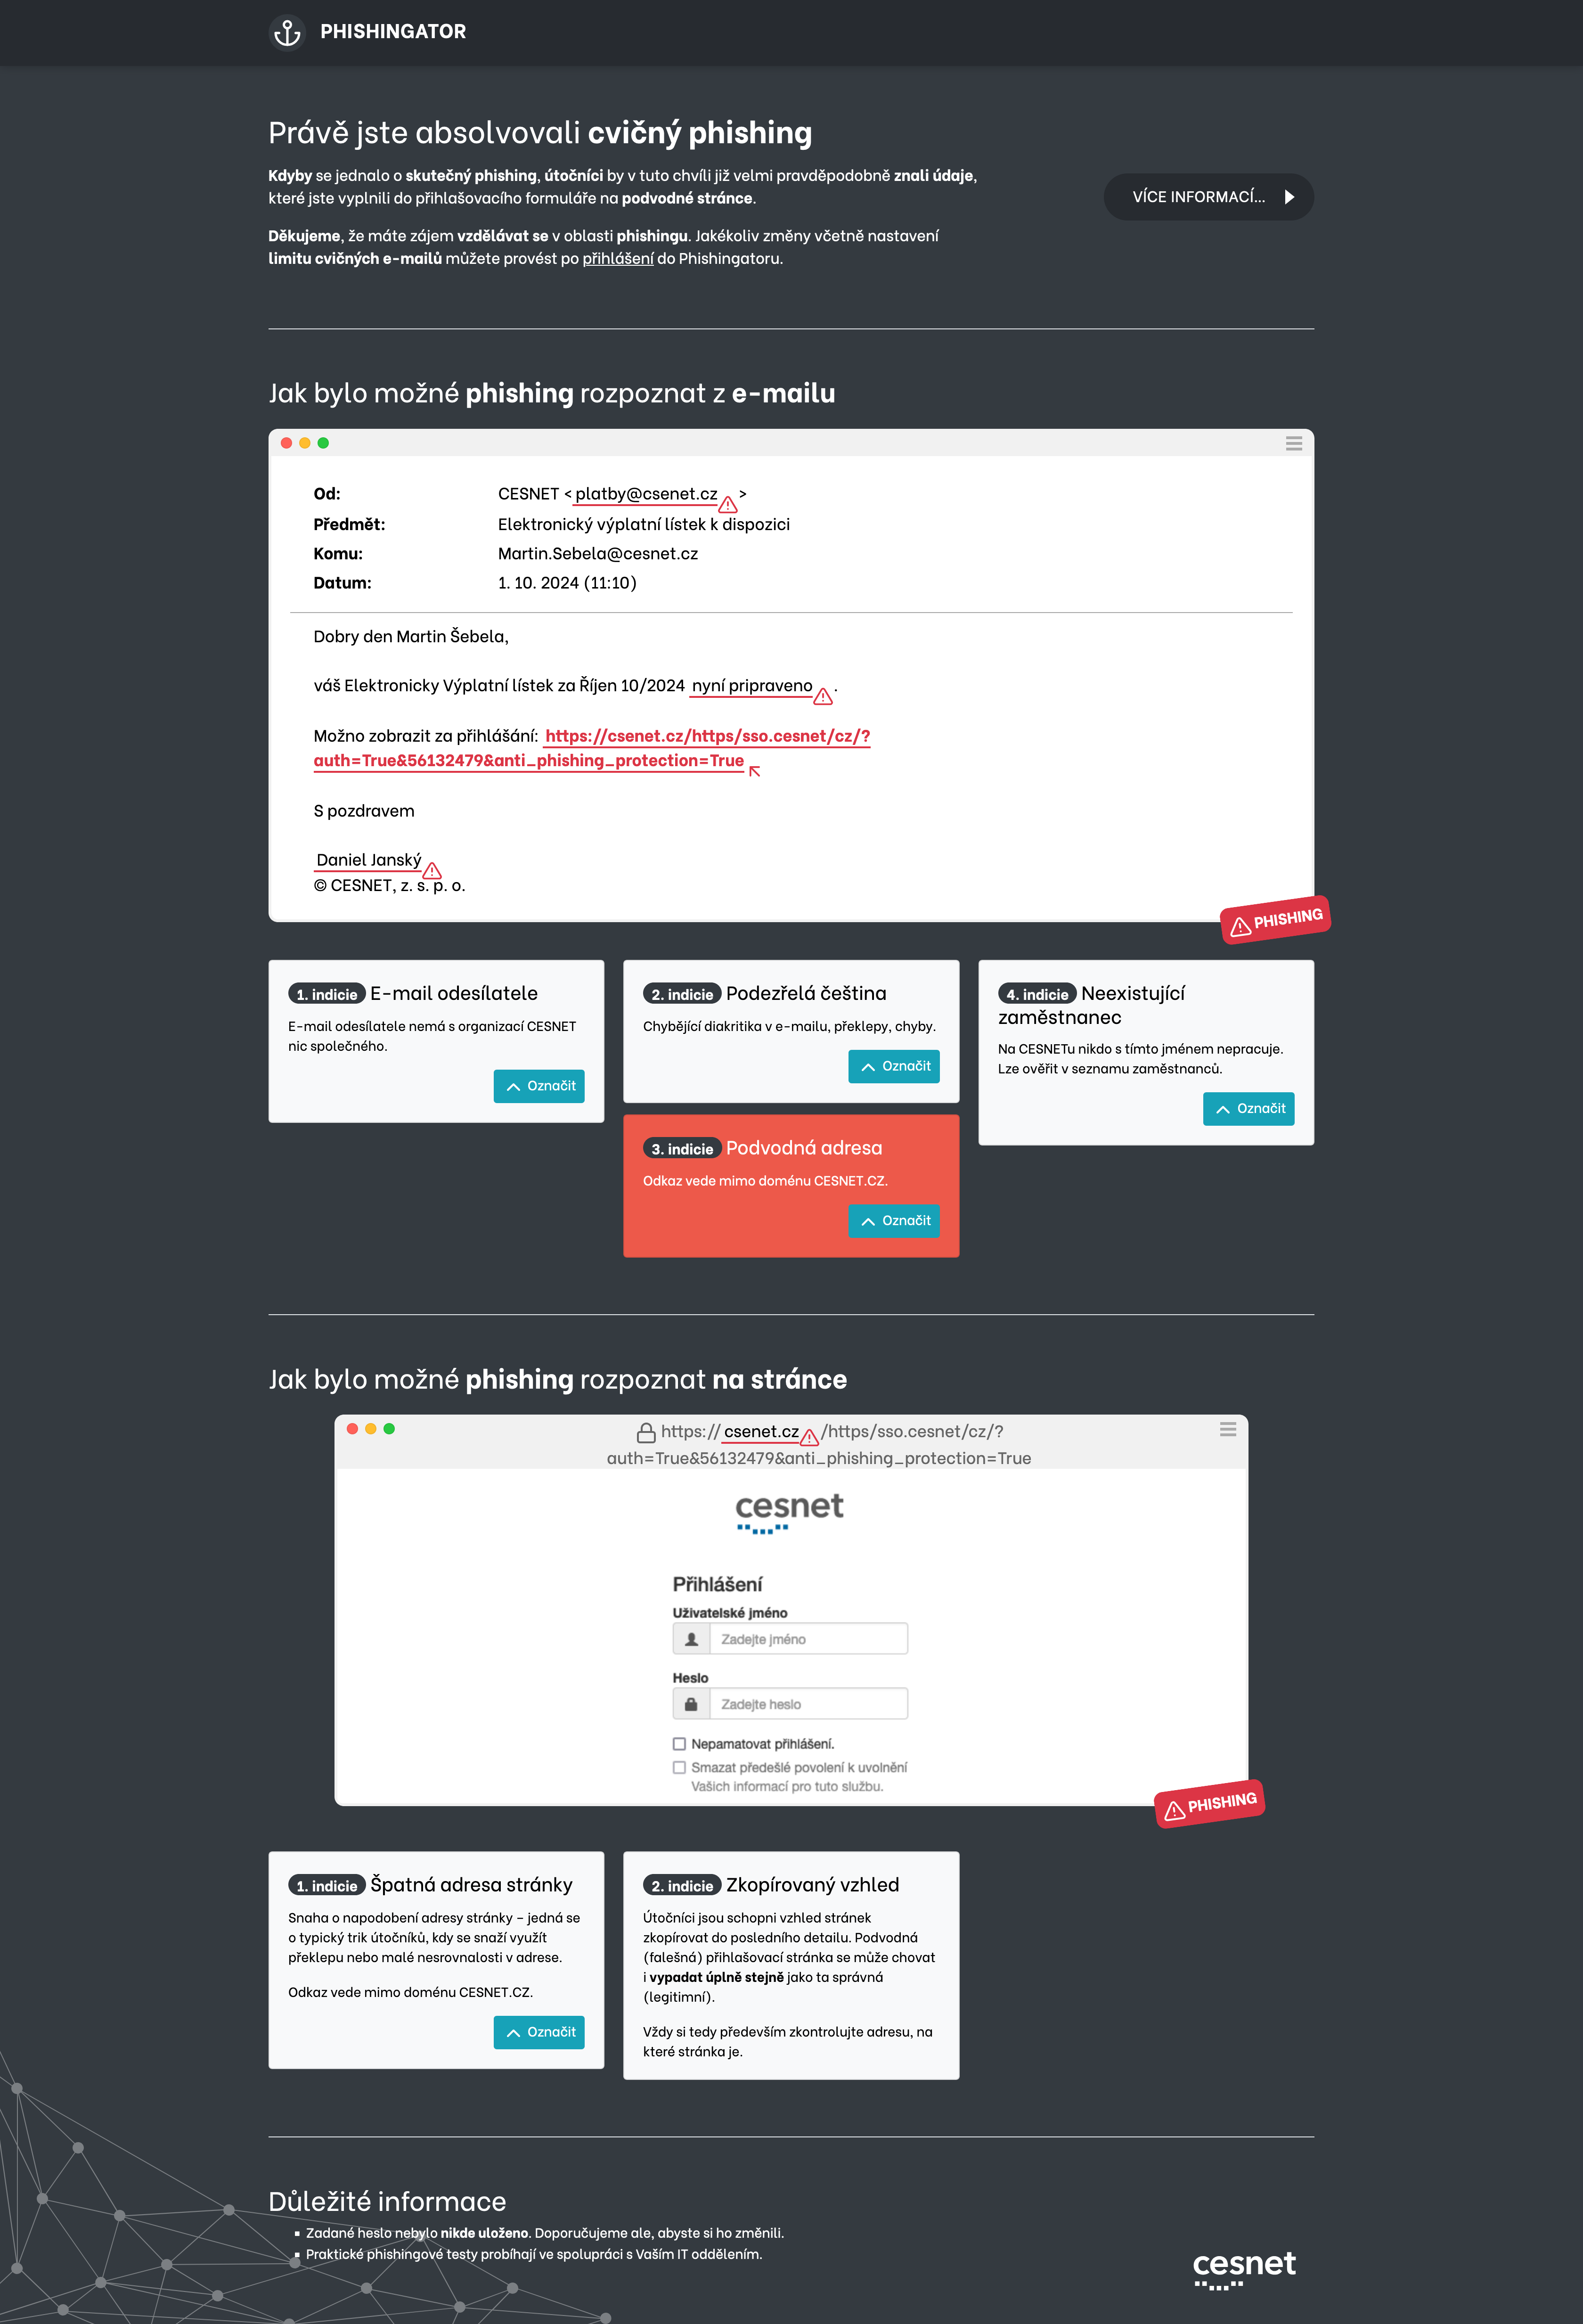 PHISHINGATOR
Právě jste absolvovali cvičný phishing
Kdyby se jednalo o skutečný phishing, útočníci by v tuto chvíli již velmi pravděpodobně znali údaje,
které jste vyplnili do přihlašovacího formuláře na podvodné stránce.
VÍCE INFORMACÍ...
Děkujeme, že máte zájem vzdělávat se v oblasti phishingu. Jakékoliv změny včetně nastavení
limitu cvičných e-mailů můžete provést po přihlášení do Phishingatoru.
Jak bylo možné phishing rozpoznat z e-mailu
Od: CESNET <platby@csenet.cz>
Předmět: Elektronický výplatní lístek k dispozici
Komu: Martin.Sebela@cesnet.cz
Datum: 1. 10. 2024 (11:10)
Dobry den Martin Šebela,
váš Elektronicky Výplatní lístek za Říjen 10/2024 nyní pripraveno.
Možno zobrazit za přihlášání: https://csenet.cz/https/sso.cesnet/cz/?
auth=True&56132479&anti_phishing_protection=True
S pozdravem
Daniel Janský
© CESNET, z. s. p. o.
PHISHING
1. indicie E-mail odesílatele
E-mail odesílatele nemá s organizací CESNET
nic společného.
Označit
2. indicie Podezřelá čeština
Chybějící diakritika v e-mailu, překlepy, chyby.
Označit
3. indicie Podvodná adresa
Odkaz vede mimo doménu CESNET.CZ.
Označit
4. indicie Neexistující
zaměstnanec
Na CESNETu nikdo s tímto jménem nepracuje.
Lze ověřit v seznamu zaměstnanců.
Označit
Jak bylo možné phishing rozpoznat na stránce
https://csenet.cz/https/sso.cesnet/cz/?
auth=True&56132479&anti_phishing_protection=True
cesnet
Přihlášení
Uživatelské jméno
Zadejte jméno
Heslo
Zadejte heslo
Nepamatovat přihlášení.
Smazat předešlé povolení k uvolnění
Vašich informací pro tuto službu.
PHISHING
1. indicie Špatná adresa stránky
Snaha o napodobení adresy stránky – jedná se
o typický trik útočníků, kdy se snaží využít
překlepu nebo malé nesrovnalosti v adrese.
Odkaz vede mimo doménu CESNET.CZ.
Označit
2. indicie Zkopírovaný vzhled
Útočníci jsou schopni vzhled stránek
zkopírovat do posledního detailu. Podvodná
(falešná) přihlašovací stránka se může chovat
i vypadat úplně stejně jako ta správná
(legitimní).
Vždy si tedy především zkontrolujte adresu, na
které stránka je.
Důležité informace
Zadané heslo nebylo nikde uloženo. Doporučujeme ale, abyste si ho změnili.
Praktické phishingové testy probíhají ve spolupráci s Vaším IT oddělením.
cesnet